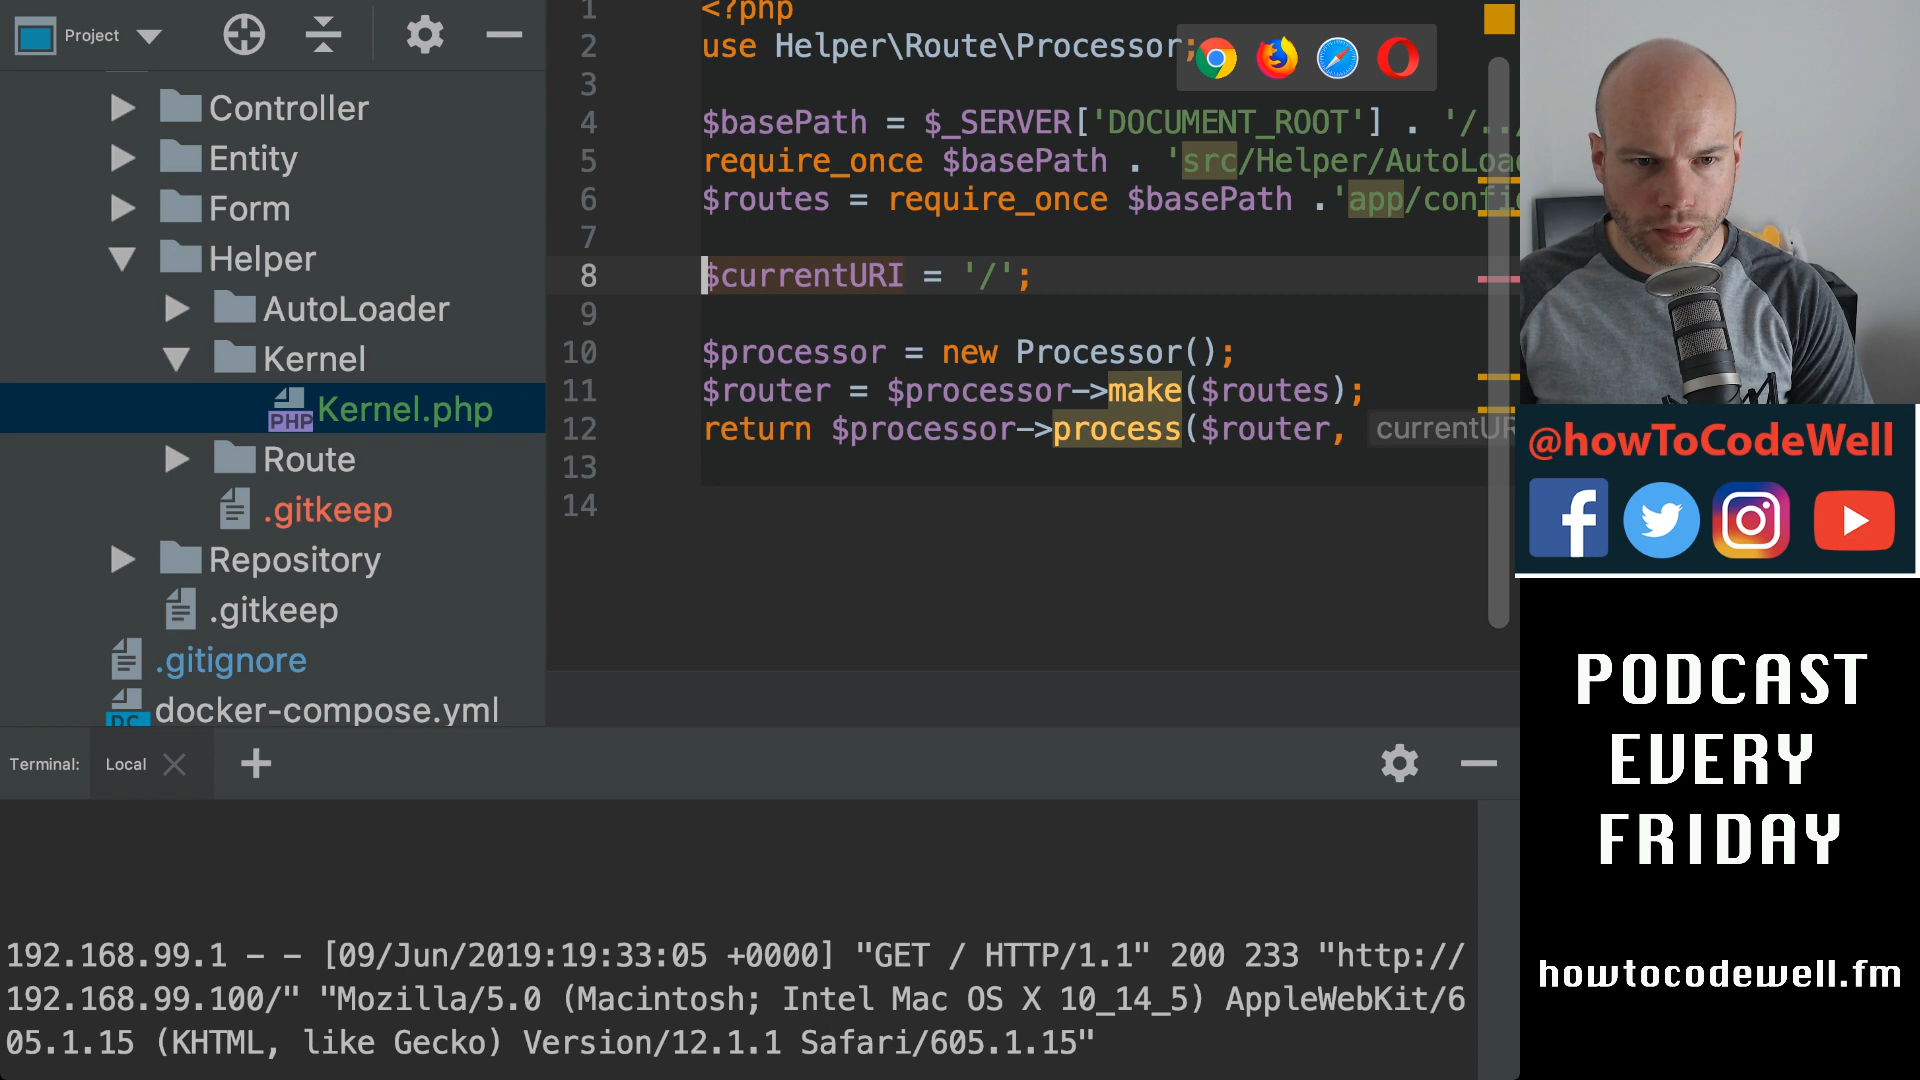 Project
Controller
Entity
Form
Helper
AutoLoader
Kernel
PHP Kernel.php
Route
.gitkeep
Repository
.gitkeep
.gitignore
DC docker-compose.yml
1 <?php
2 use Helper\Route\Processor;
3
4 $basePath = $_SERVER['DOCUMENT_ROOT'] . '/../
5 require_once $basePath . 'src/Helper/AutoLoad
6 $routes = require_once $basePath .'app/config
7
8 $currentURI = '/';
9
10 $processor = new Processor();
11 $router = $processor->make($routes);
12 return $processor->process($router, currentUR
13
14
Terminal: Local
192.168.99.1 - - [09/Jun/2019:19:33:05 +0000] "GET / HTTP/1.1" 200 233 "http://
192.168.99.100/" "Mozilla/5.0 (Macintosh; Intel Mac OS X 10_14_5) AppleWebKit/6
05.1.15 (KHTML, like Gecko) Version/12.1.1 Safari/605.1.15"
@howToCodeWell
PODCAST
EVERY
FRIDAY
howtocodewell.fm